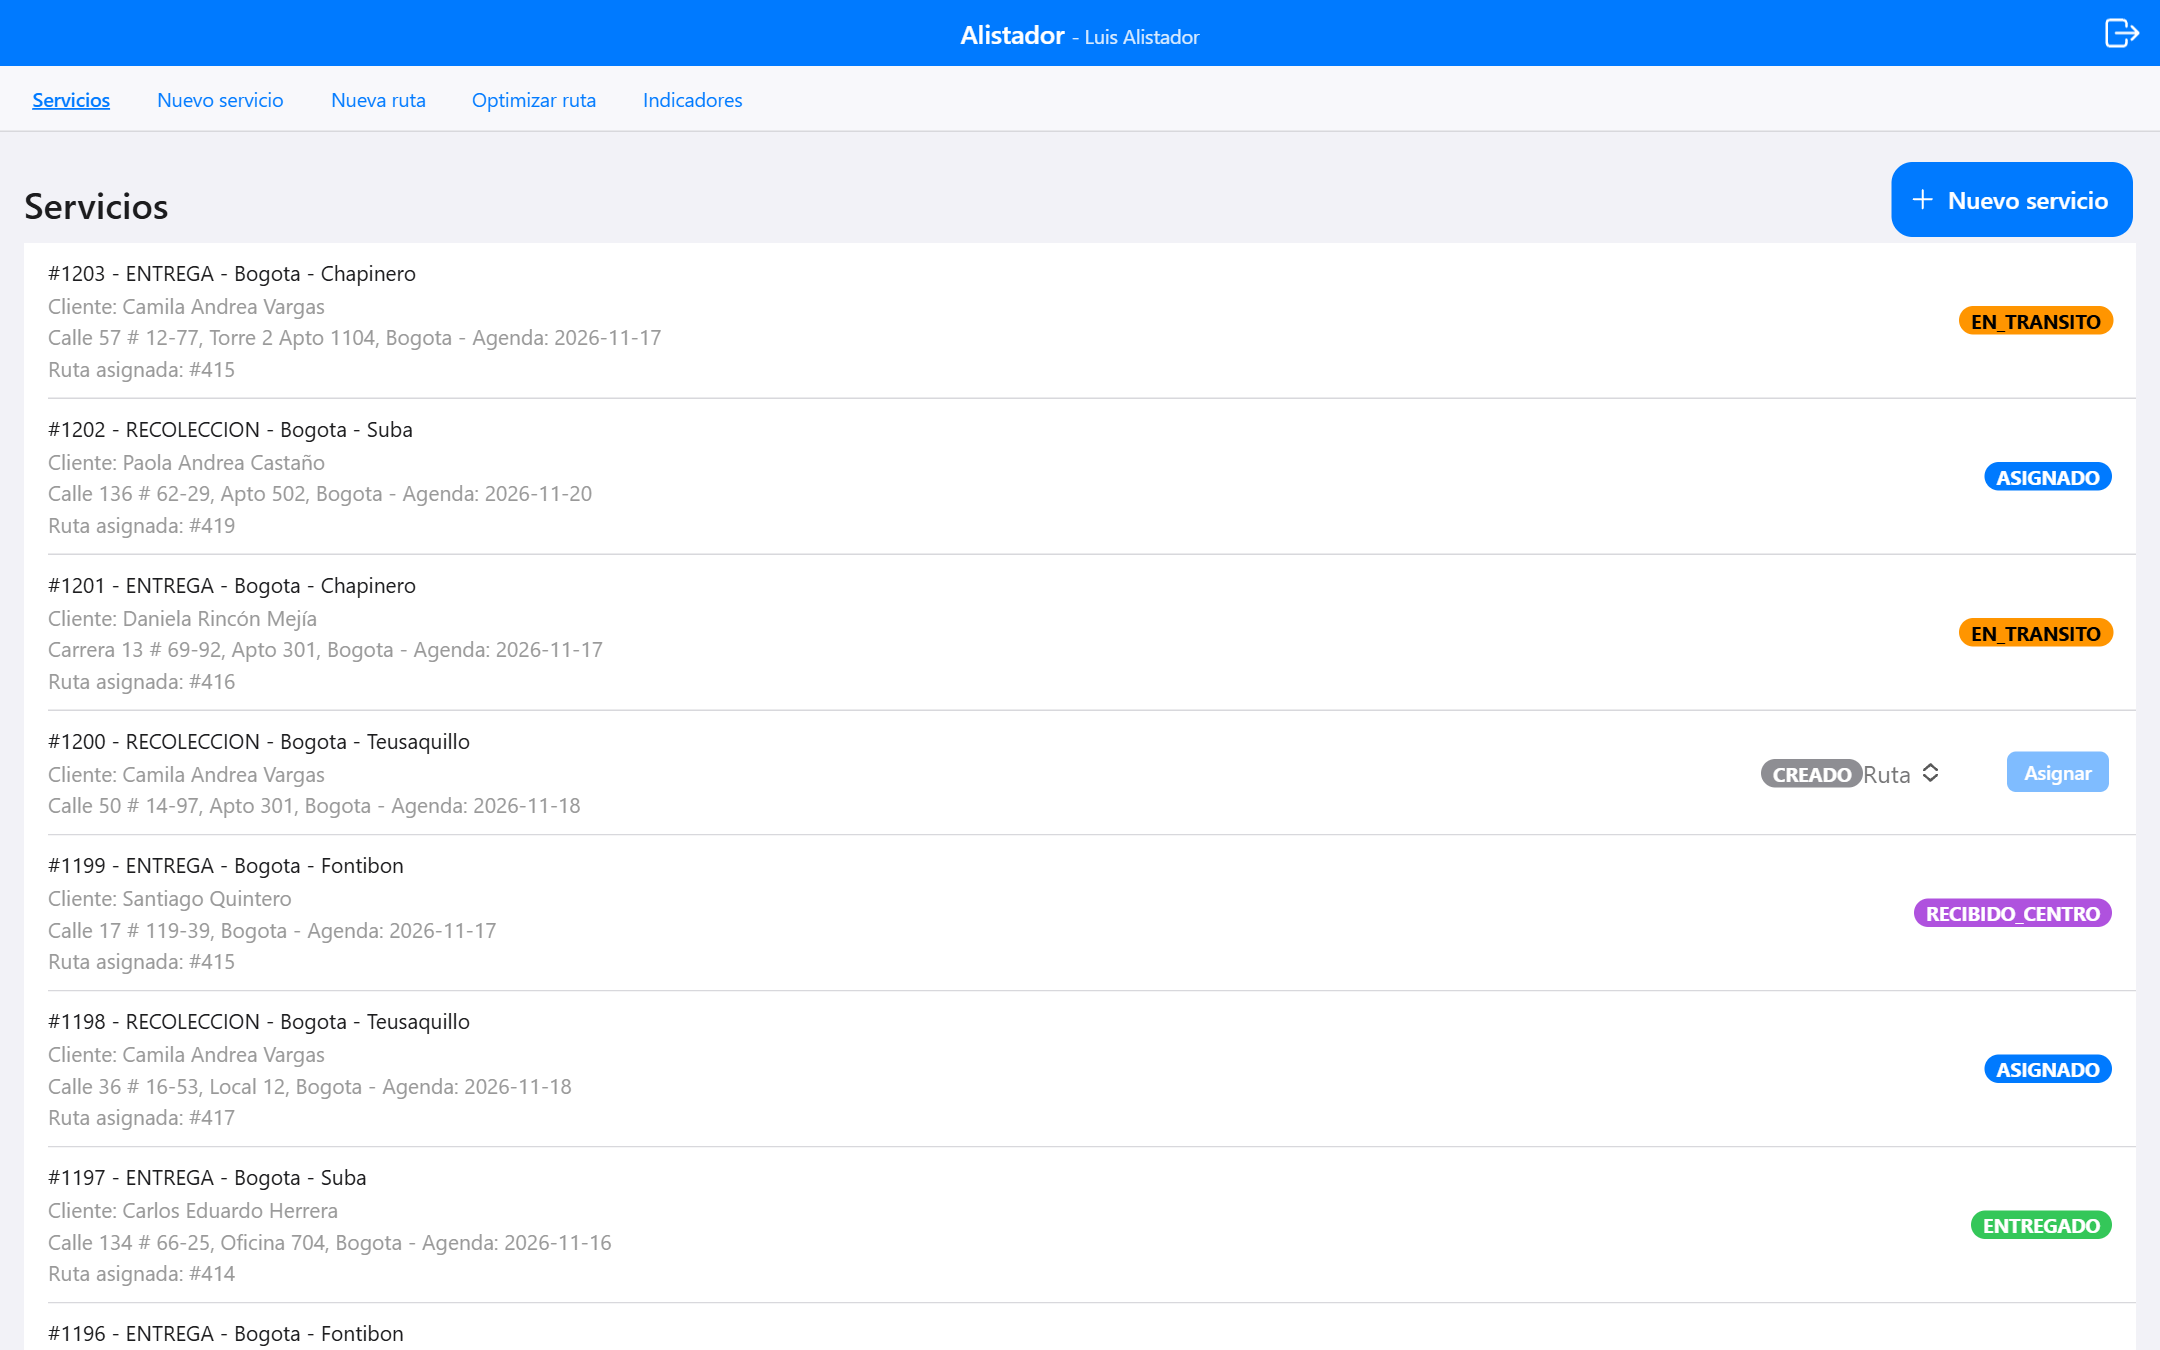 Alistador - Luis Alistador
Servicios Nuevo servicio Nueva ruta Optimizar ruta Indicadores
Servicios
Nuevo servicio
#1203 - ENTREGA - Bogota - Chapinero
Cliente: Camila Andrea Vargas
Calle 57 # 12-77, Torre 2 Apto 1104, Bogota - Agenda: 2026-11-17
Ruta asignada: #415
EN_TRANSITO
#1202 - RECOLECCION - Bogota - Suba
Cliente: Paola Andrea Castaño
Calle 136 # 62-29, Apto 502, Bogota - Agenda: 2026-11-20
Ruta asignada: #419
ASIGNADO
#1201 - ENTREGA - Bogota - Chapinero
Cliente: Daniela Rincón Mejía
Carrera 13 # 69-92, Apto 301, Bogota - Agenda: 2026-11-17
Ruta asignada: #416
EN_TRANSITO
#1200 - RECOLECCION - Bogota - Teusaquillo
Cliente: Camila Andrea Vargas
Calle 50 # 14-97, Apto 301, Bogota - Agenda: 2026-11-18
CREADO Ruta Asignar
#1199 - ENTREGA - Bogota - Fontibon
Cliente: Santiago Quintero
Calle 17 # 119-39, Bogota - Agenda: 2026-11-17
Ruta asignada: #415
RECIBIDO_CENTRO
#1198 - RECOLECCION - Bogota - Teusaquillo
Cliente: Camila Andrea Vargas
Calle 36 # 16-53, Local 12, Bogota - Agenda: 2026-11-18
Ruta asignada: #417
ASIGNADO
#1197 - ENTREGA - Bogota - Suba
Cliente: Carlos Eduardo Herrera
Calle 134 # 66-25, Oficina 704, Bogota - Agenda: 2026-11-16
Ruta asignada: #414
ENTREGADO
#1196 - ENTREGA - Bogota - Fontibon